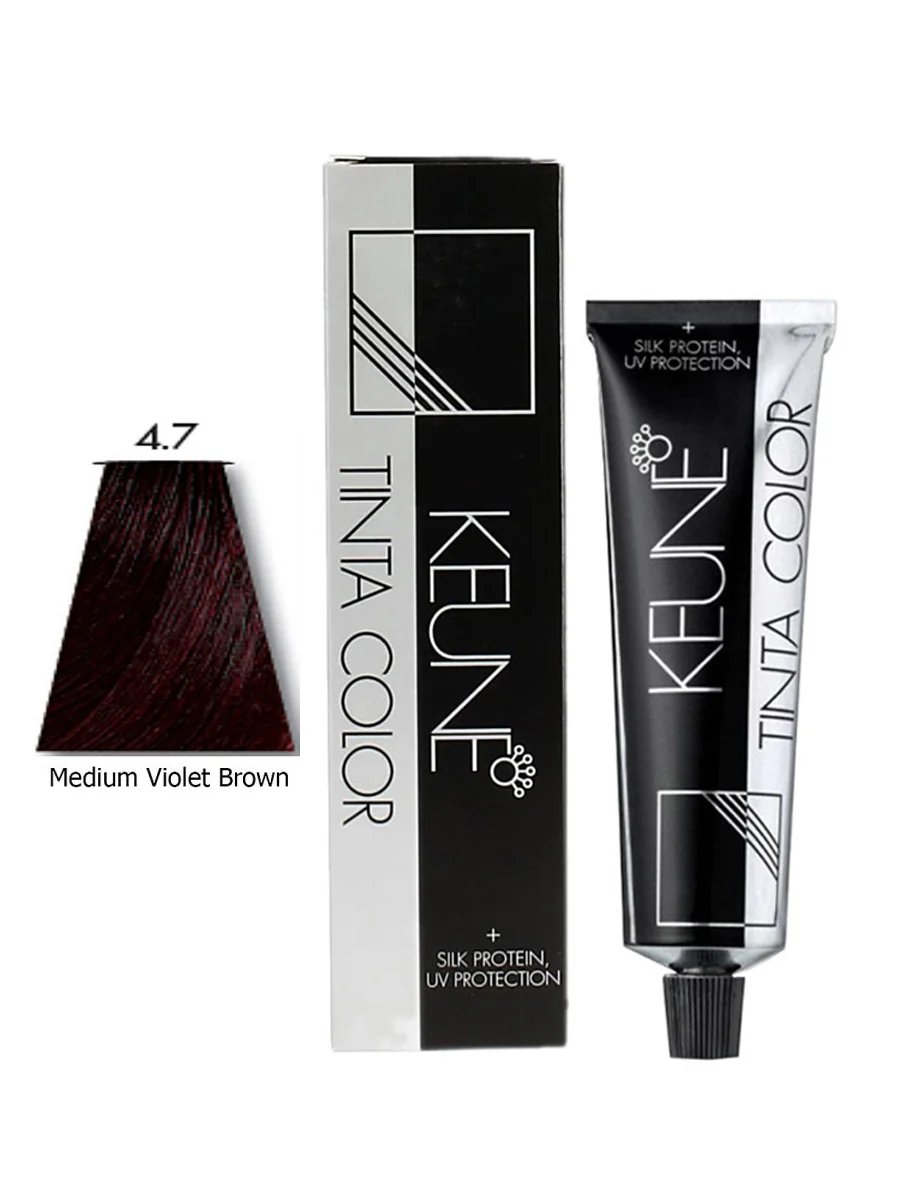 4.7
Medium Violet Brown
TINTA COLOR
KEUNE
+
SILK PROTEIN,
UV PROTECTION
+
SILK PROTEIN,
UV PROTECTION
KEUNE
TINTA COLOR